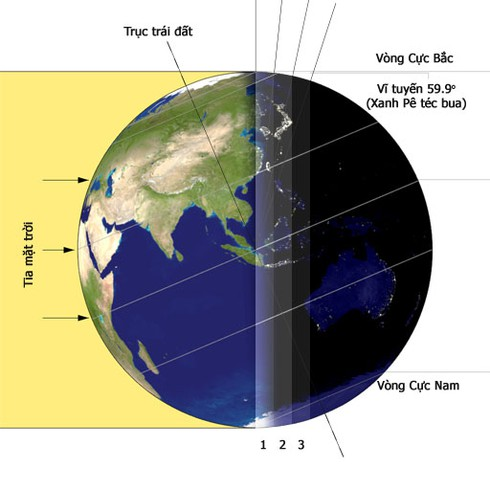 Trục trái đất
Vòng Cực Bắc
Vĩ tuyến 59.9°
(Xanh Pê téc bua)
Tia mặt trời
Vòng Cực Nam
1 2 3